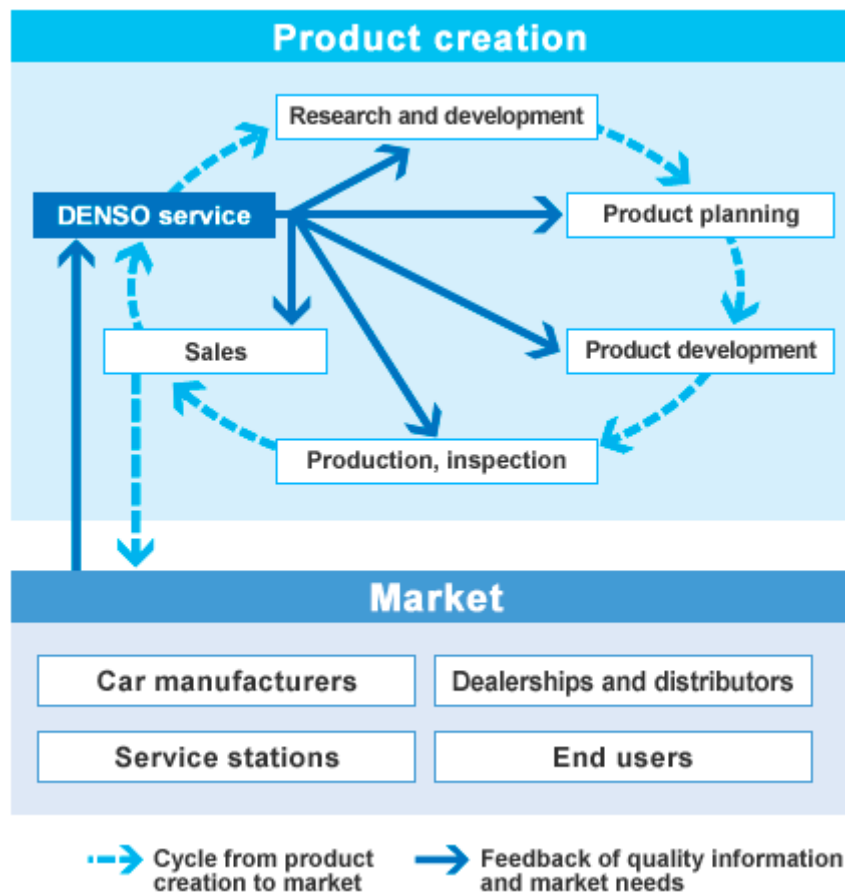 Product creation
Research and development
DENSO service
Product planning
Sales
Product development
Production, inspection
Market
Car manufacturers
Dealerships and distributors
Service stations
End users
Cycle from product
creation to market
Feedback of quality information
and market needs